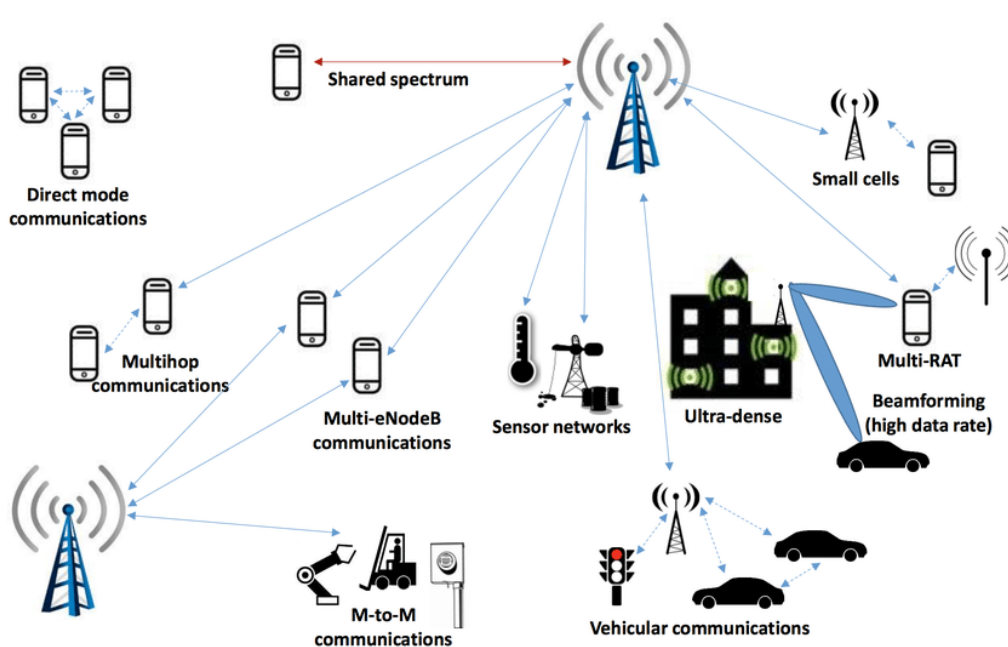 Shared spectrum
Direct mode
communications
Small cells
Multihop
communications
Multi-eNodeB
communications
Sensor networks
Ultra-dense
Multi-RAT
Beamforming
(high data rate)
M-to-M
communications
Vehicular communications